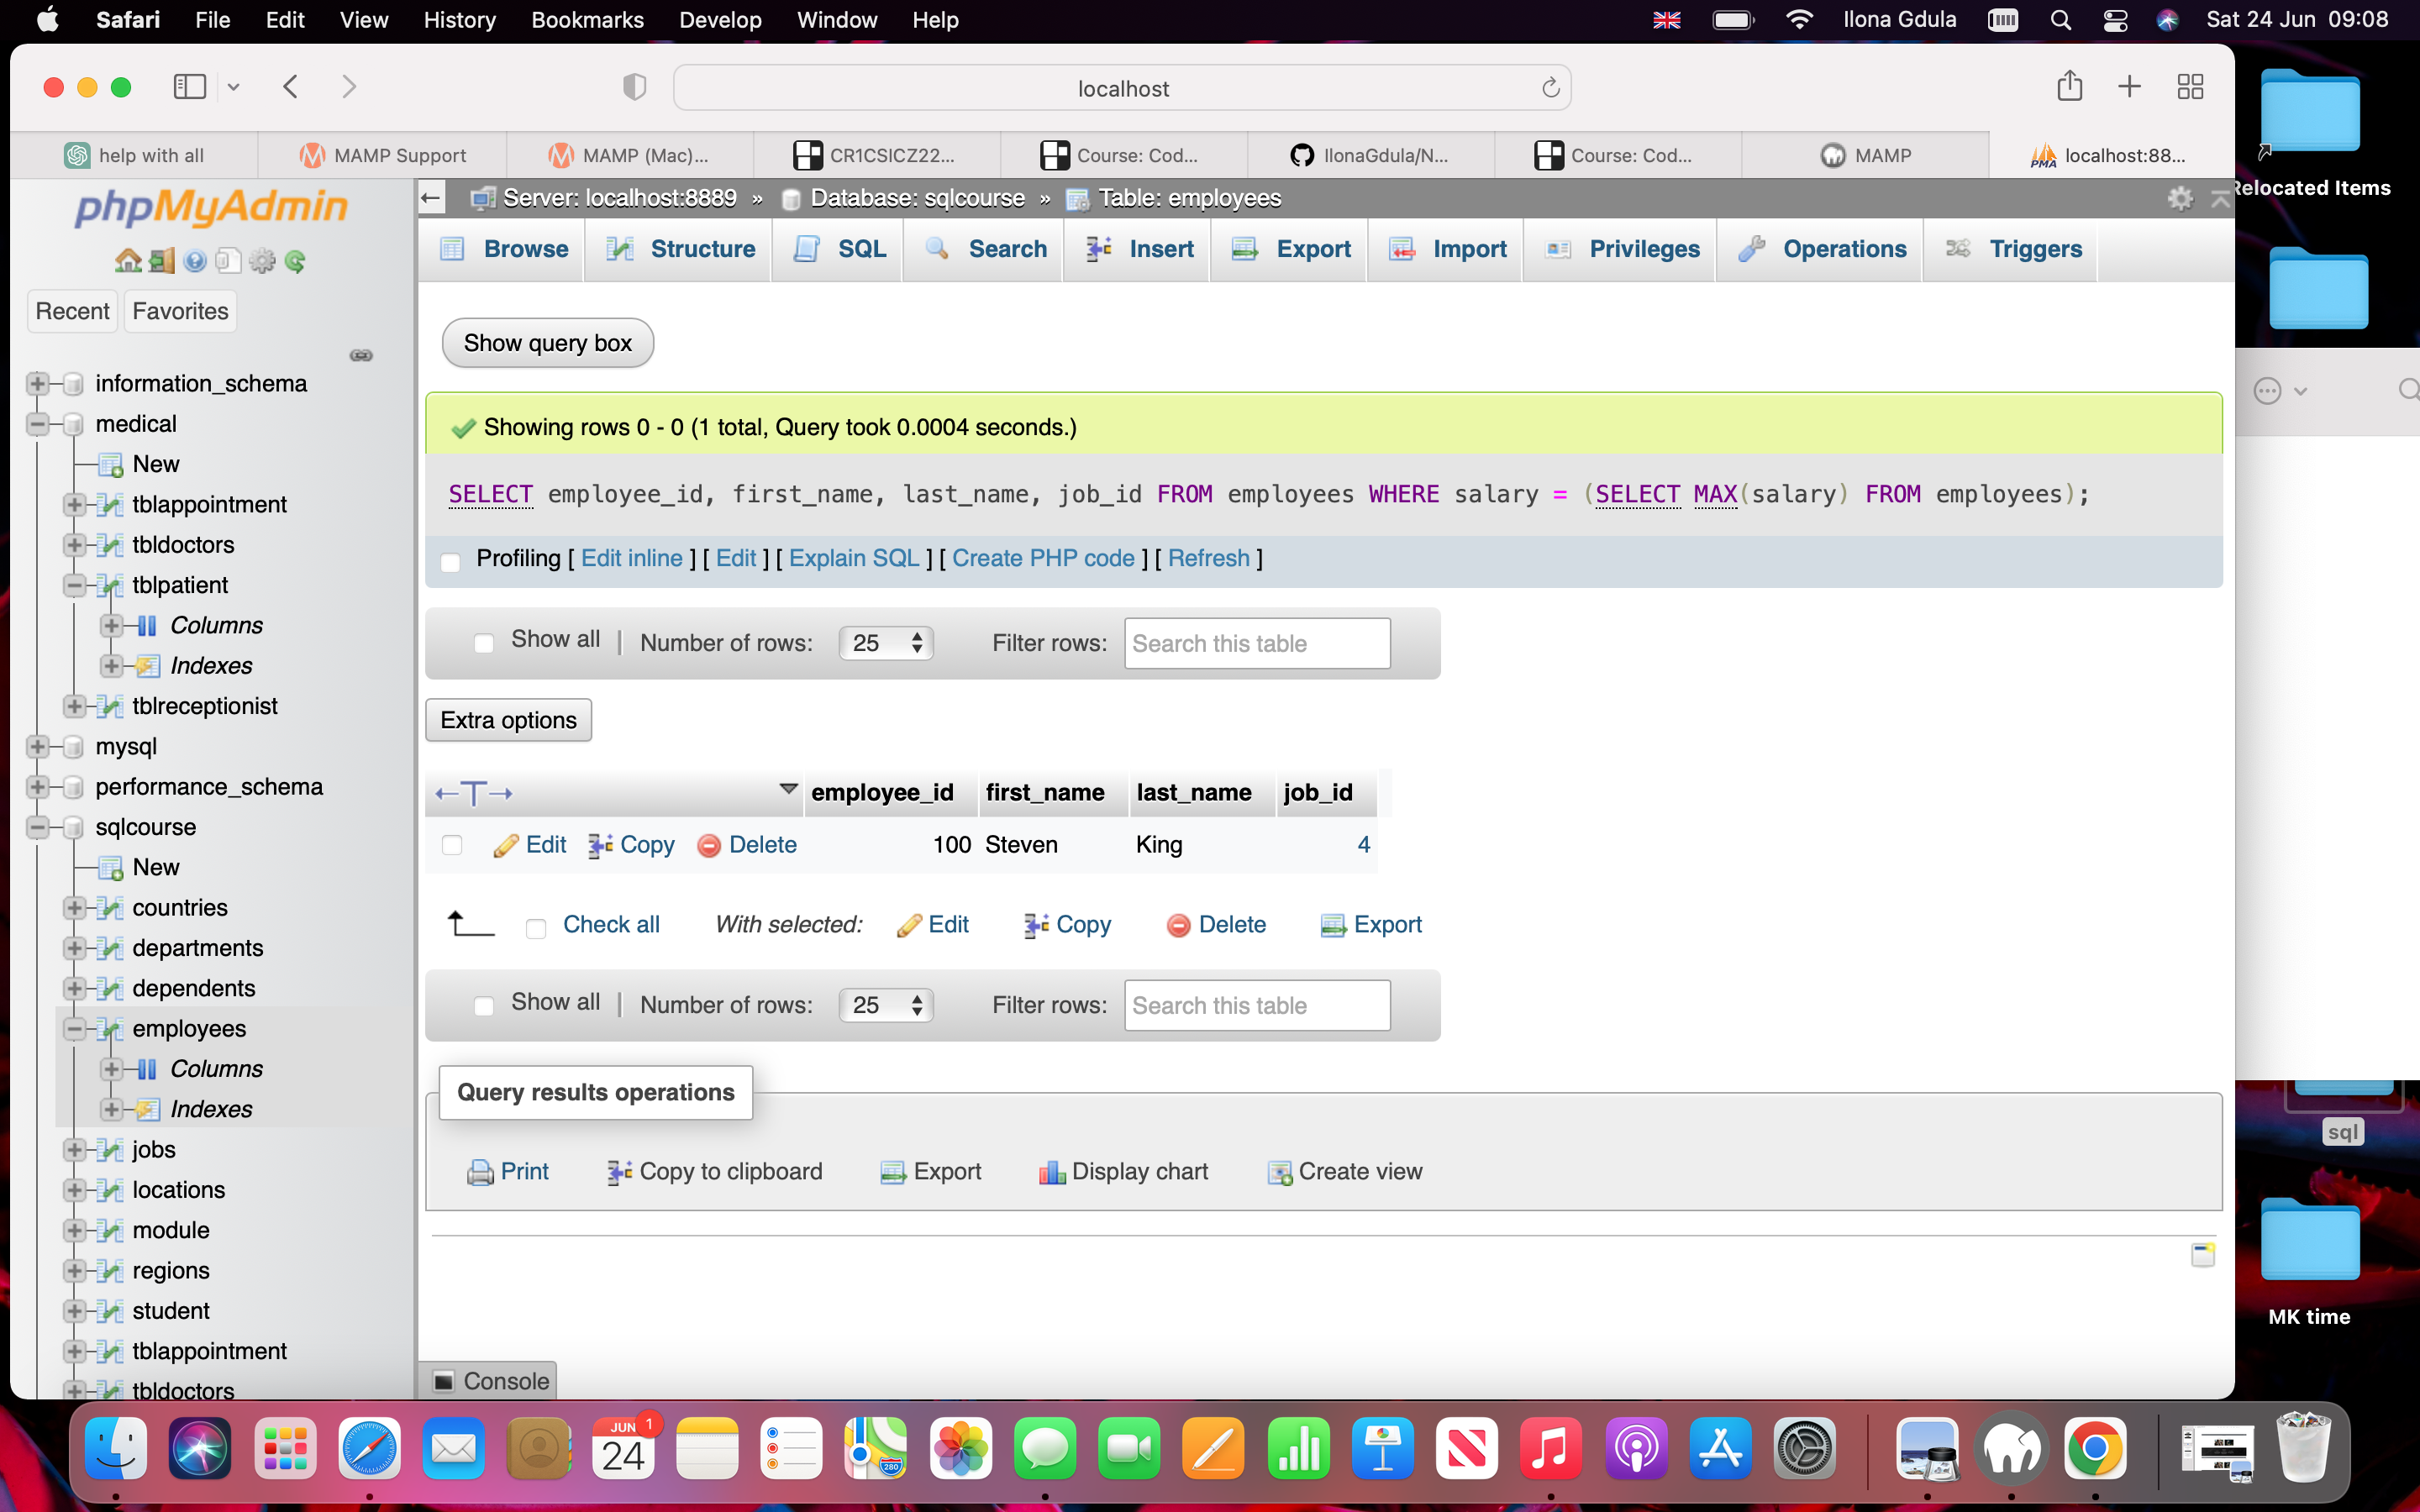 Safari File Edit View History Bookmarks Develop Window Help Ilona Gdula Sat 24 Jun 09:08
localhost
help with all MAMP Support MAMP (Mac)... CR1CSICZ22... Course: Cod... IlonaGdula/N... Course: Cod... MAMP PMA localhost:88...
phpMyAdmin
Recent Favorites
information_schema
medical
New
tblappointment
tbldoctors
tblpatient
Columns
Indexes
tblreceptionist
mysql
performance_schema
sqlcourse
New
countries
departments
dependents
employees
Columns
Indexes
jobs
locations
module
regions
student
tblappointment
tbldoctors
Server: localhost:8889 » Database: sqlcourse » Table: employees
Browse Structure SQL Search Insert Export Import Privileges Operations Triggers
Show query box
Showing rows 0 - 0 (1 total, Query took 0.0004 seconds.)
SELECT employee_id, first_name, last_name, job_id FROM employees WHERE salary = (SELECT MAX(salary) FROM employees);
Profiling [ Edit inline ] [ Edit ] [ Explain SQL ] [ Create PHP code ] [ Refresh ]
Show all | Number of rows: 25 Filter rows: Search this table
Extra options
←T→ employee_id first_name last_name job_id
Edit Copy Delete 100 Steven King 4
Check all With selected: Edit Copy Delete Export
Show all | Number of rows: 25 Filter rows: Search this table
Query results operations
Print Copy to clipboard Export Display chart Create view
Console
Relocated Items
sql
MK time
JUN 1
24
280